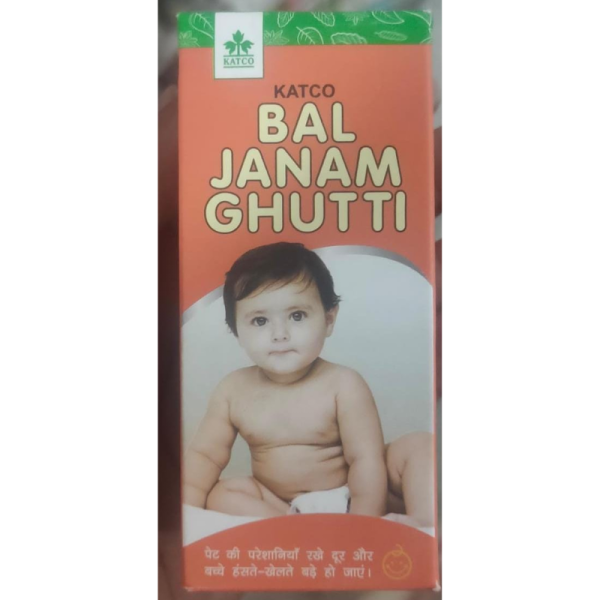 KATCO
KATCO
BAL
JANAM
GHUTTI
पेट की परेशानियाँ रखे दूर और
बच्चे हंसते-खेलते बड़े हो जाएं।